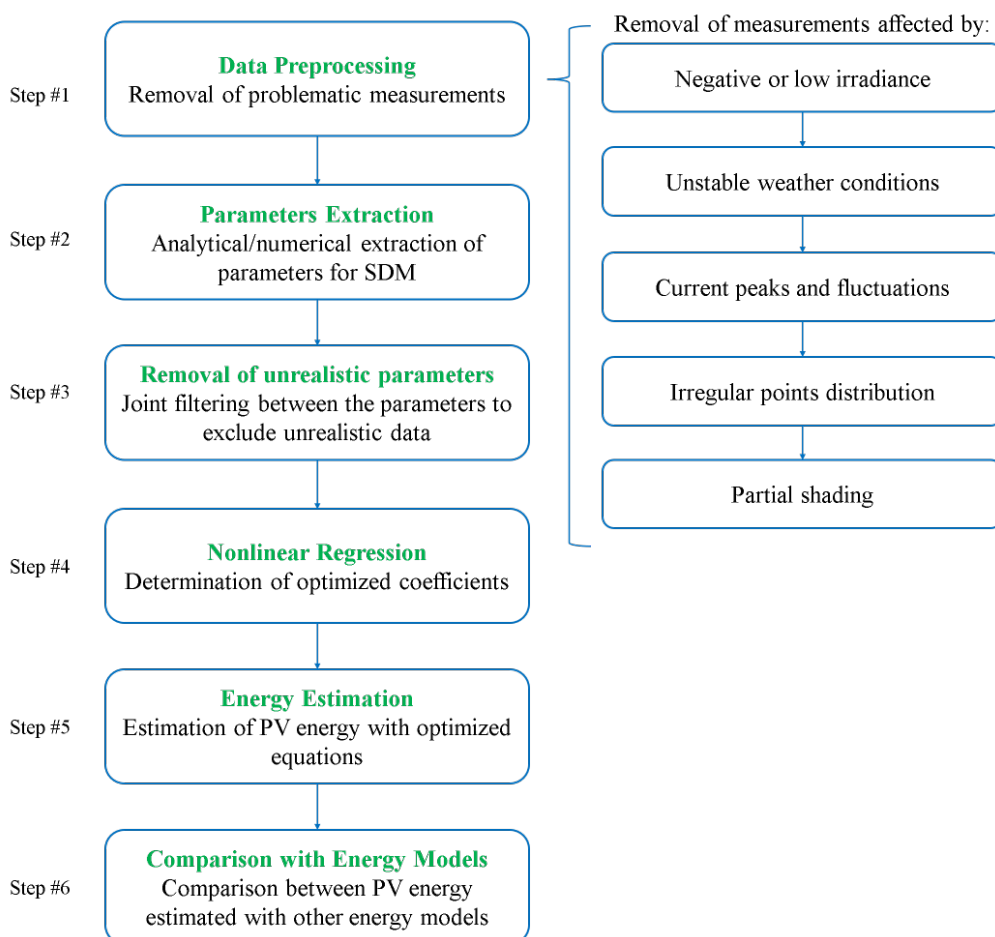 Step #1
Data Preprocessing
Removal of problematic measurements
Step #2
Parameters Extraction
Analytical/numerical extraction of
parameters for SDM
Step #3
Removal of unrealistic parameters
Joint filtering between the parameters to
exclude unrealistic data
Step #4
Nonlinear Regression
Determination of optimized coefficients
Step #5
Energy Estimation
Estimation of PV energy with optimized
equations
Step #6
Comparison with Energy Models
Comparison between PV energy
estimated with other energy models
Removal of measurements affected by:
Negative or low irradiance
Unstable weather conditions
Current peaks and fluctuations
Irregular points distribution
Partial shading